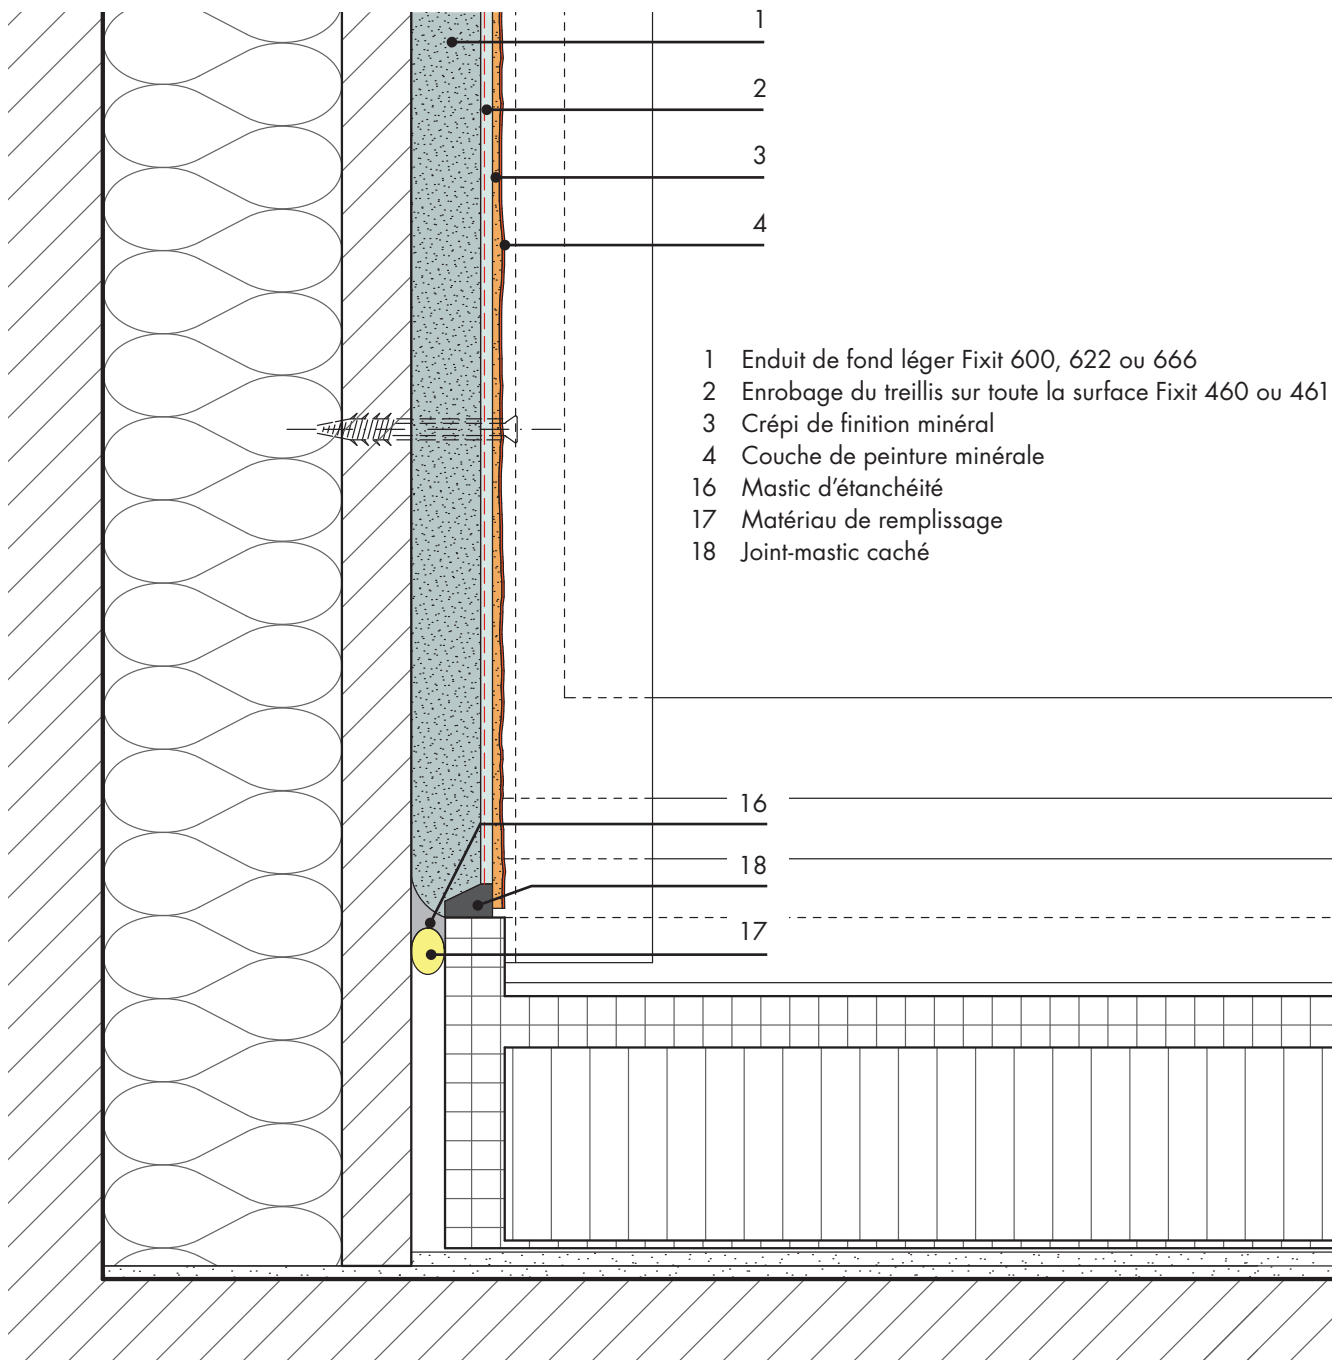 1
2
3
4
1 Enduit de fond léger Fixit 600, 622 ou 666
2 Enrobage du treillis sur toute la surface Fixit 460 ou 461
3 Crépi de finition minéral
4 Couche de peinture minérale
16 Mastic d'étanchéité
17 Matériau de remplissage
18 Joint-mastic caché
16
18
17